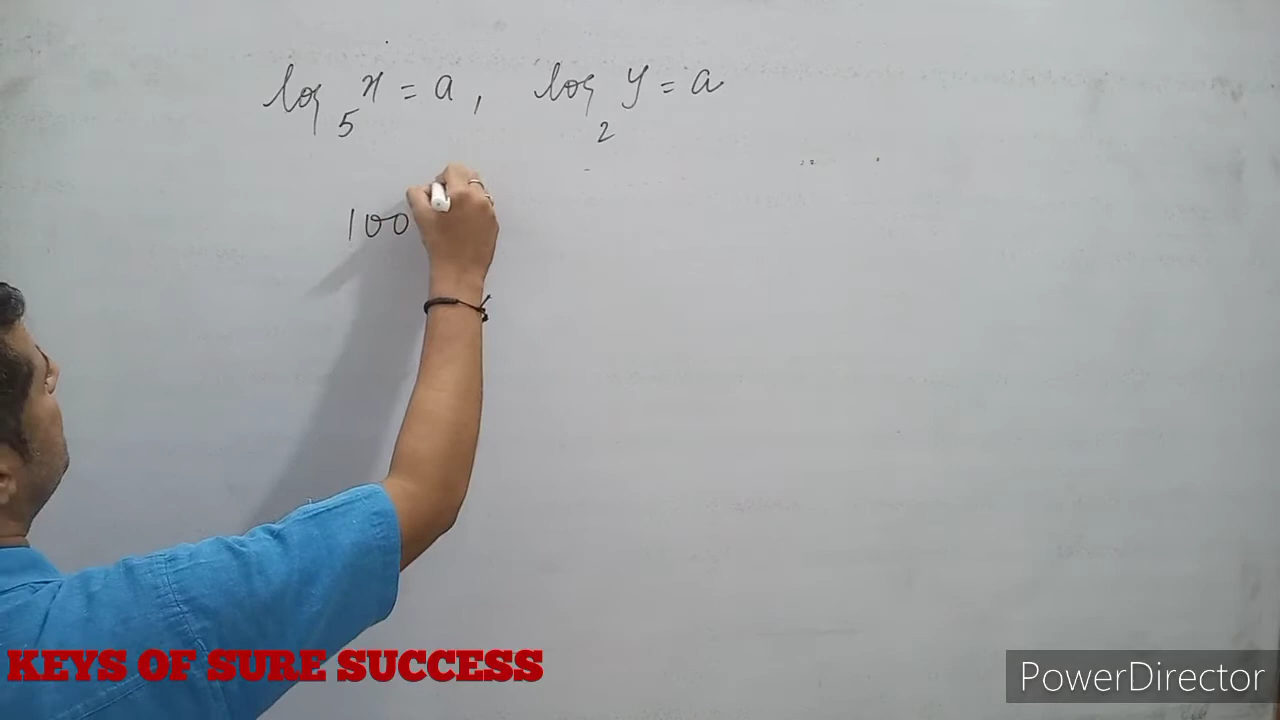 log₅ x = a, log₂ y = a
100
KEYS OF SURE SUCCESS
PowerDirector